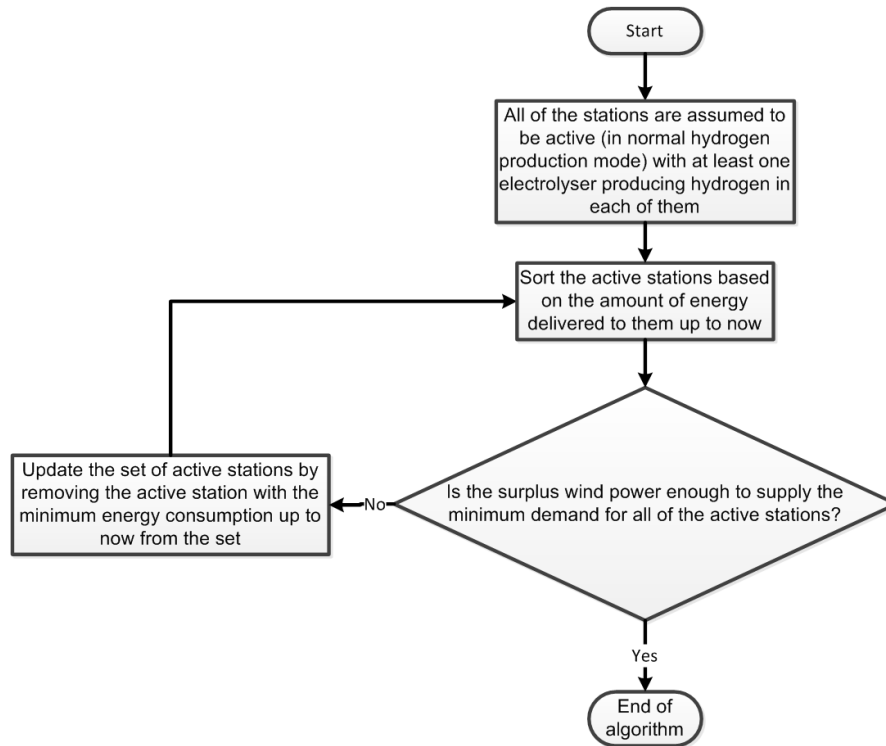 Start
All of the stations are assumed to
be active (in normal hydrogen
production mode) with at least one
electrolyser producing hydrogen in
each of them
Sort the active stations based
on the amount of energy
delivered to them up to now
Is the surplus wind power enough to supply the
minimum demand for all of the active stations?
No
Update the set of active stations by
removing the active station with the
minimum energy consumption up to
now from the set
Yes
End of
algorithm